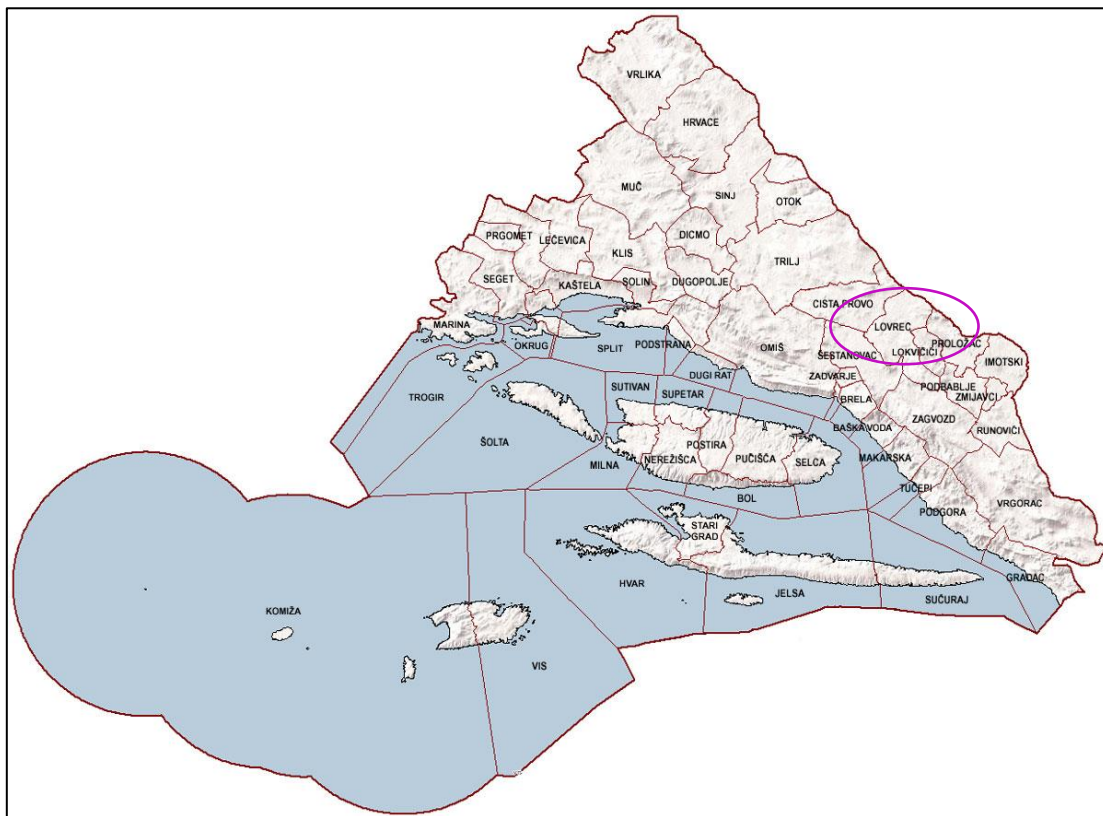 VRLIKA
HRVACE
MUČ
SINJ
OTOK
PRGOMET
LEĆEVICA
DICMO
KLIS
TRILJ
SEGET
KAŠTELA
SOLIN
DUGOPOLJE
CISTA PROVO
MARINA
OKRUG
SPLIT
PODSTRANA
OMIŠ
LOVREĆ
PROLOŽAC
ŠESTANOVAC
LOKVIČIĆI
IMOTSKI
DUGI RAT
ZADVARJE
PODBABLJE
TROGIR
SUTIVAN
SUPETAR
BRELA
ZMIJAVCI
ZAGVOZD
BAŠKA VODA
RUNOVIĆI
ŠOLTA
POSTIRA
MILNA
NEREŽIŠĆA
PUČIŠĆA
SELCA
MAKARSKA
BOL
TUČEPI
PODGORA
VRGORAC
STARI
GRAD
HVAR
JELSA
SUĆURAJ
GRADAC
KOMIŽA
VIS